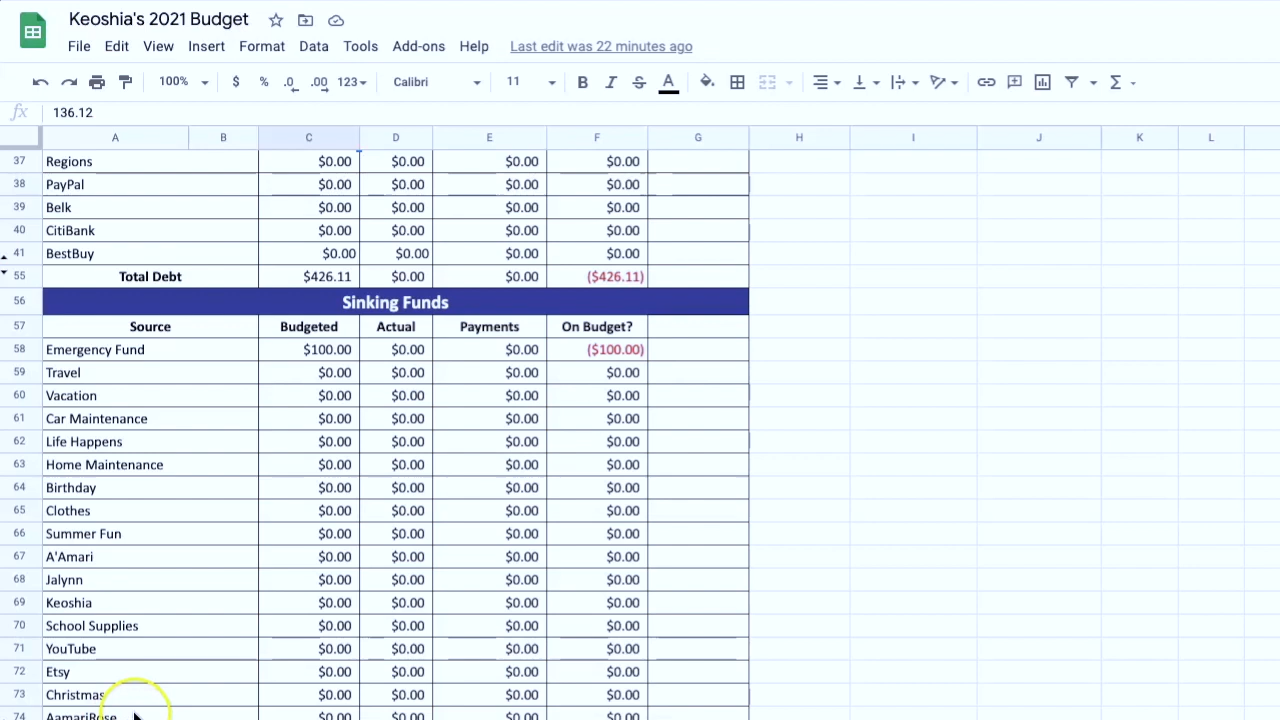 Keoshia's 2021 Budget
File Edit View Insert Format Data Tools Add-ons Help Last edit was 22 minutes ago
100% $ % .0 .00 123 Calibri 11 B I S A Σ
fx 136.12
A B C D E F G H I J K L
37 Regions $0.00 $0.00 $0.00 $0.00
38 PayPal $0.00 $0.00 $0.00 $0.00
39 Belk $0.00 $0.00 $0.00 $0.00
40 CitiBank $0.00 $0.00 $0.00 $0.00
41 BestBuy $0.00 $0.00 $0.00 $0.00
55 Total Debt $426.11 $0.00 $0.00 ($426.11)
56 Sinking Funds
57 Source Budgeted Actual Payments On Budget?
58 Emergency Fund $100.00 $0.00 $0.00 ($100.00)
59 Travel $0.00 $0.00 $0.00 $0.00
60 Vacation $0.00 $0.00 $0.00 $0.00
61 Car Maintenance $0.00 $0.00 $0.00 $0.00
62 Life Happens $0.00 $0.00 $0.00 $0.00
63 Home Maintenance $0.00 $0.00 $0.00 $0.00
64 Birthday $0.00 $0.00 $0.00 $0.00
65 Clothes $0.00 $0.00 $0.00 $0.00
66 Summer Fun $0.00 $0.00 $0.00 $0.00
67 A'Amari $0.00 $0.00 $0.00 $0.00
68 Jalynn $0.00 $0.00 $0.00 $0.00
69 Keoshia $0.00 $0.00 $0.00 $0.00
70 School Supplies $0.00 $0.00 $0.00 $0.00
71 YouTube $0.00 $0.00 $0.00 $0.00
72 Etsy $0.00 $0.00 $0.00 $0.00
73 Christmas $0.00 $0.00 $0.00 $0.00
74 AamariRose $0.00 $0.00 $0.00 $0.00